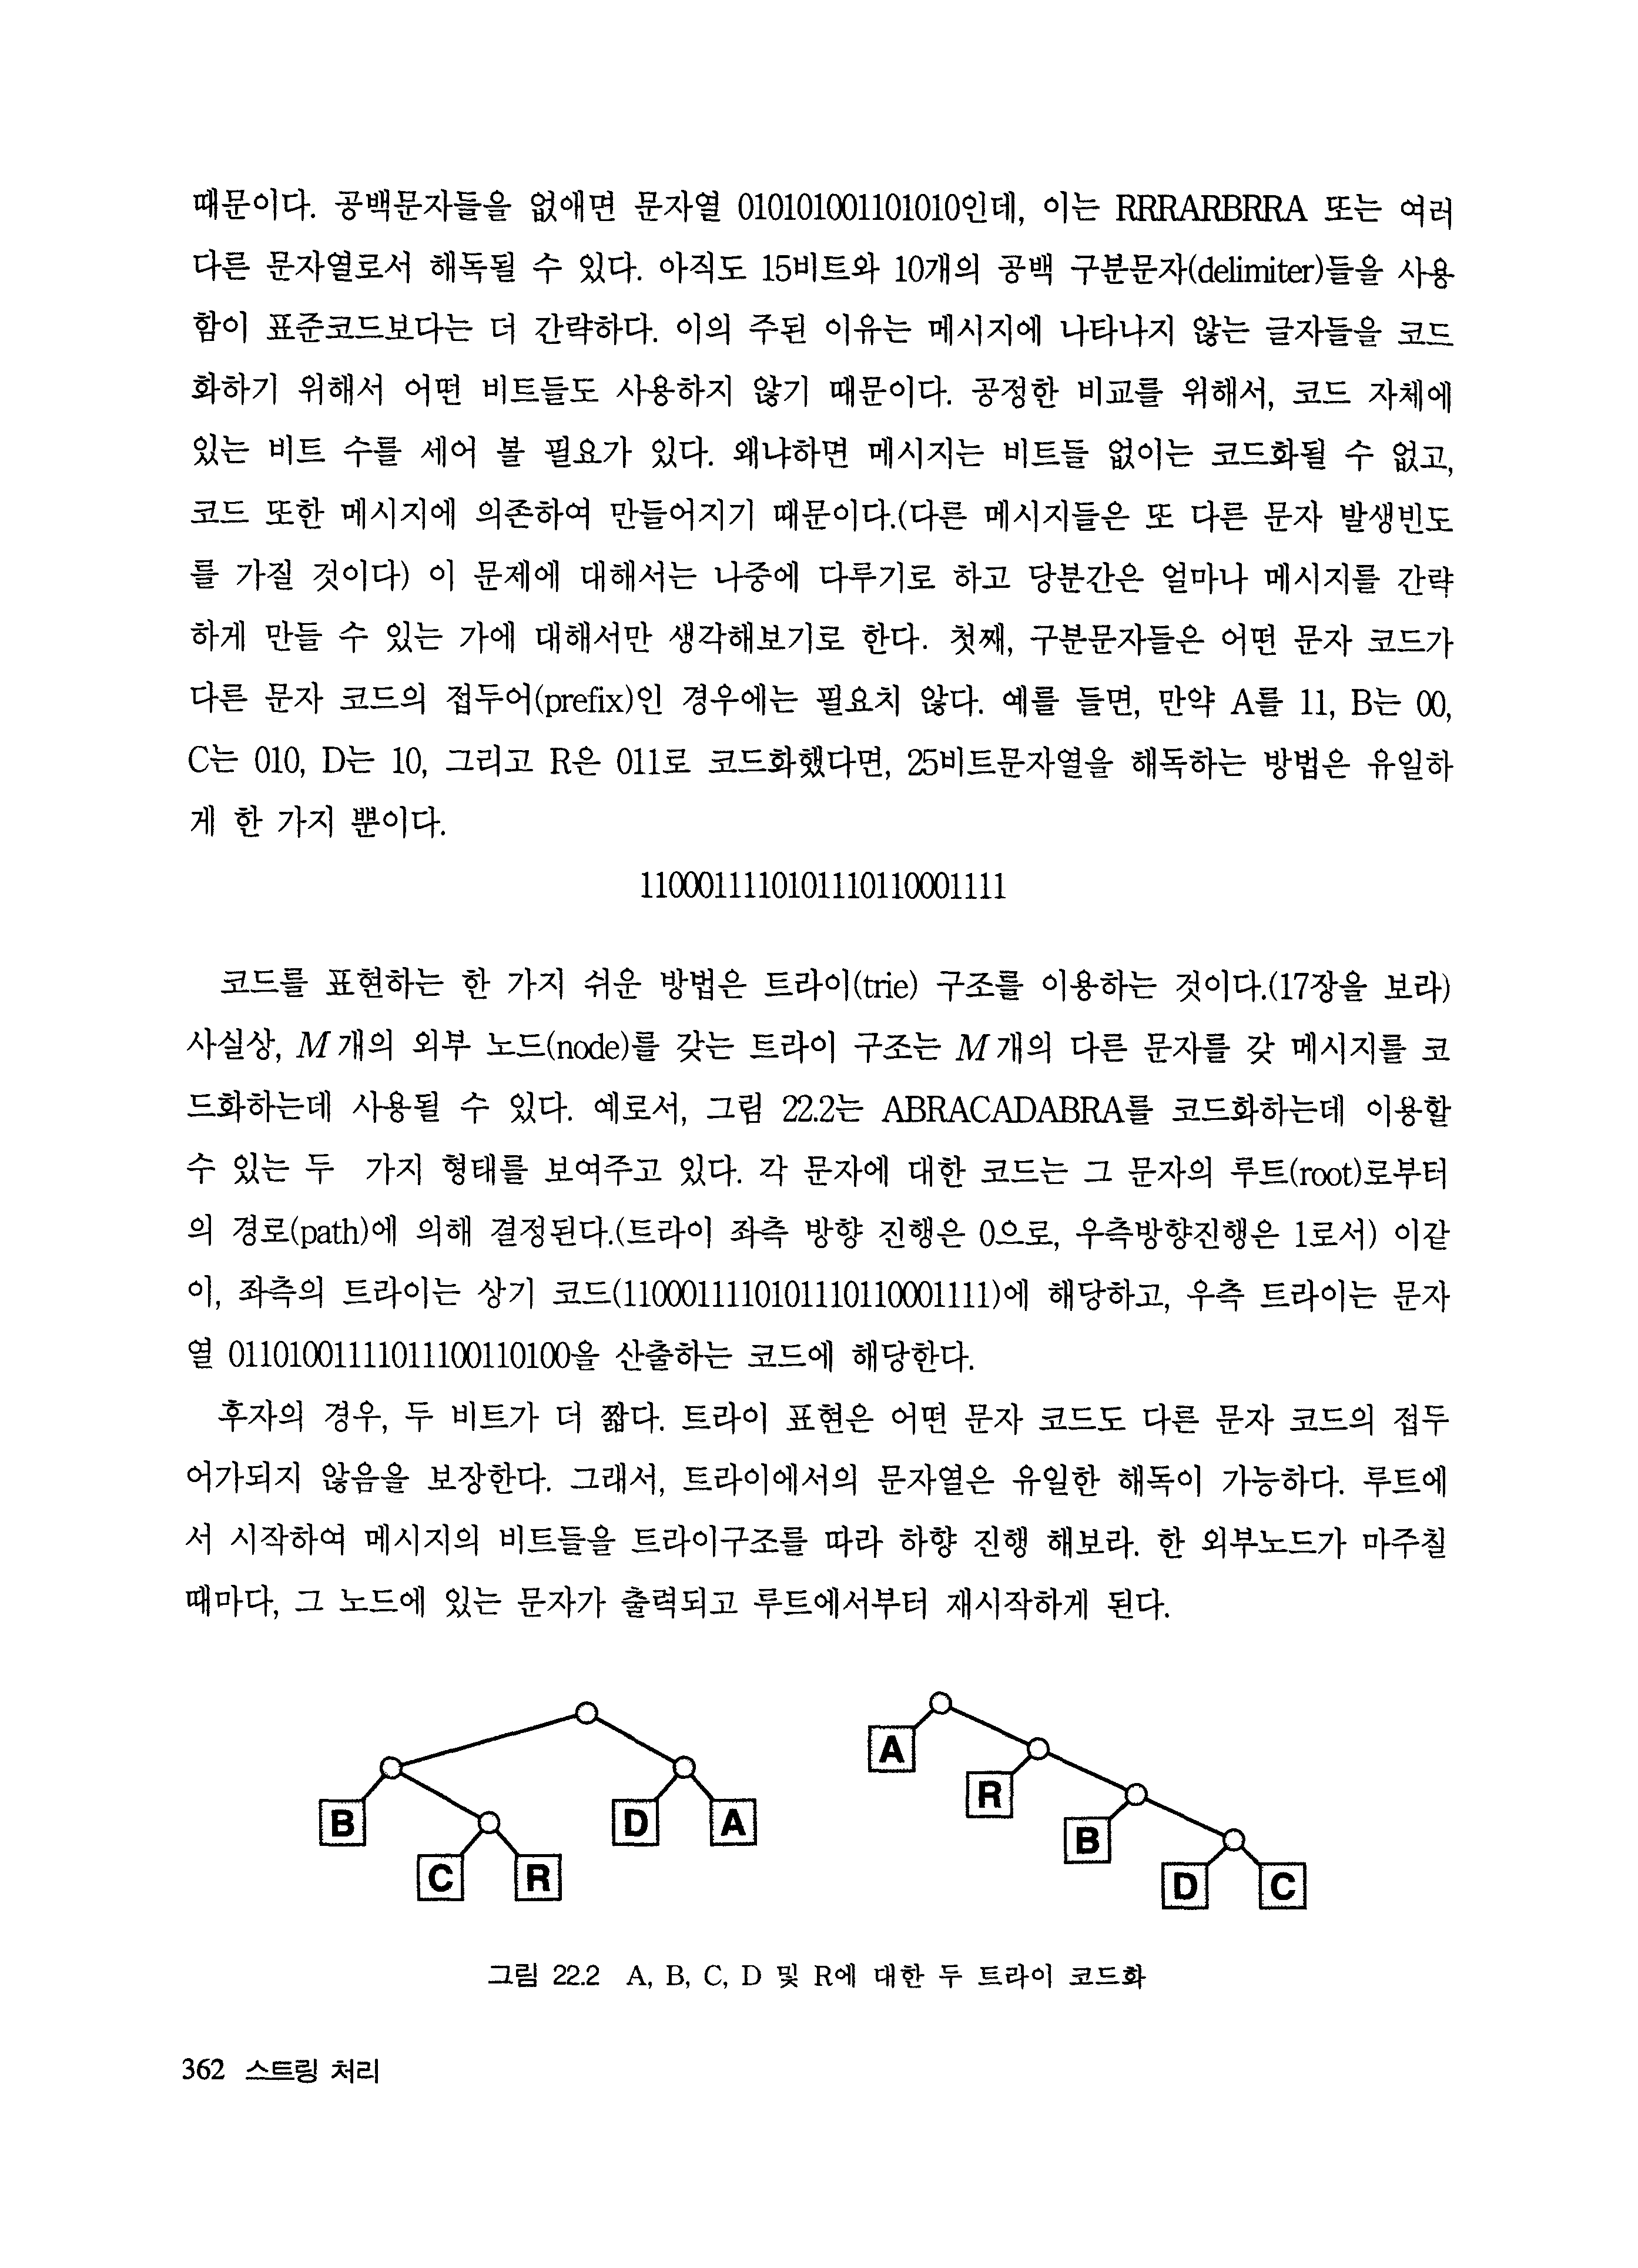 때문이다. 공백문자들을 없애면 문자열 010101001101010인데, 이는 RRRARBRRA 또는 여러
다른 문자열로서 해독될 수 있다. 아직도 15비트와 10개의 공백 구분문자(delimiter)들을 사용
함이 표준코드보다는 더 간략하다. 이의 주된 이유는 메시지에 나타나지 않는 글자들을 코드
화하기 위해서 어떤 비트들도 사용하지 않기 때문이다. 공정한 비교를 위해서, 코드 자체에
있는 비트 수를 세어 볼 필요가 있다. 왜냐하면 메시지는 비트들 없이는 코드화될 수 없고,
코드 또한 메시지에 의존하여 만들어지기 때문이다.(다른 메시지들은 또 다른 문자 발생빈도
를 가질 것이다) 이 문제에 대해서는 나중에 다루기로 하고 당분간은 얼마나 메시지를 간략
하게 만들 수 있는 가에 대해서만 생각해보기로 한다. 첫째, 구분문자들은 어떤 문자 코드가
다른 문자 코드의 접두어(prefix)인 경우에는 필요치 않다. 예를 들면, 만약 A를 11, B는 00,
C는 010, D는 10, 그리고 R은 011로 코드화했다면, 25비트문자열을 해독하는 방법은 유일하
게 한 가지 뿐이다.
1100011110101110110001111
코드를 표현하는 한 가지 쉬운 방법은 트라이(trie) 구조를 이용하는 것이다.(17장을 보라)
사실상, M개의 외부 노드(node)를 갖는 트라이 구조는 M개의 다른 문자를 갖 메시지를 코
드화하는데 사용될 수 있다. 예로서, 그림 22.2는 ABRACADABRA를 코드화하는데 이용할
수 있는 두 가지 형태를 보여주고 있다. 각 문자에 대한 코드는 그 문자의 루트(root)로부터
의 경로(path)에 의해 결정된다.(트라이 좌측 방향 진행은 0으로, 우측방향진행은 1로서) 이같
이, 좌측의 트라이는 상기 코드(1100011110101110110001111)에 해당하고, 우측 트라이는 문자
열 01101001111011100110100을 산출하는 코드에 해당한다.
후자의 경우, 두 비트가 더 짧다. 트라이 표현은 어떤 문자 코드도 다른 문자 코드의 접두
어가되지 않음을 보장한다. 그래서, 트라이에서의 문자열은 유일한 해독이 가능하다. 루트에
서 시작하여 메시지의 비트들을 트라이구조를 따라 하향 진행 해보라. 한 외부노드가 마주칠
때마다, 그 노드에 있는 문자가 출력되고 루트에서부터 재시작하게 된다.
B
C
R
D
A
A
R
B
D
C
그림 22.2 A, B, C, D 및 R에 대한 두 트라이 코드화
362 스트링 처리